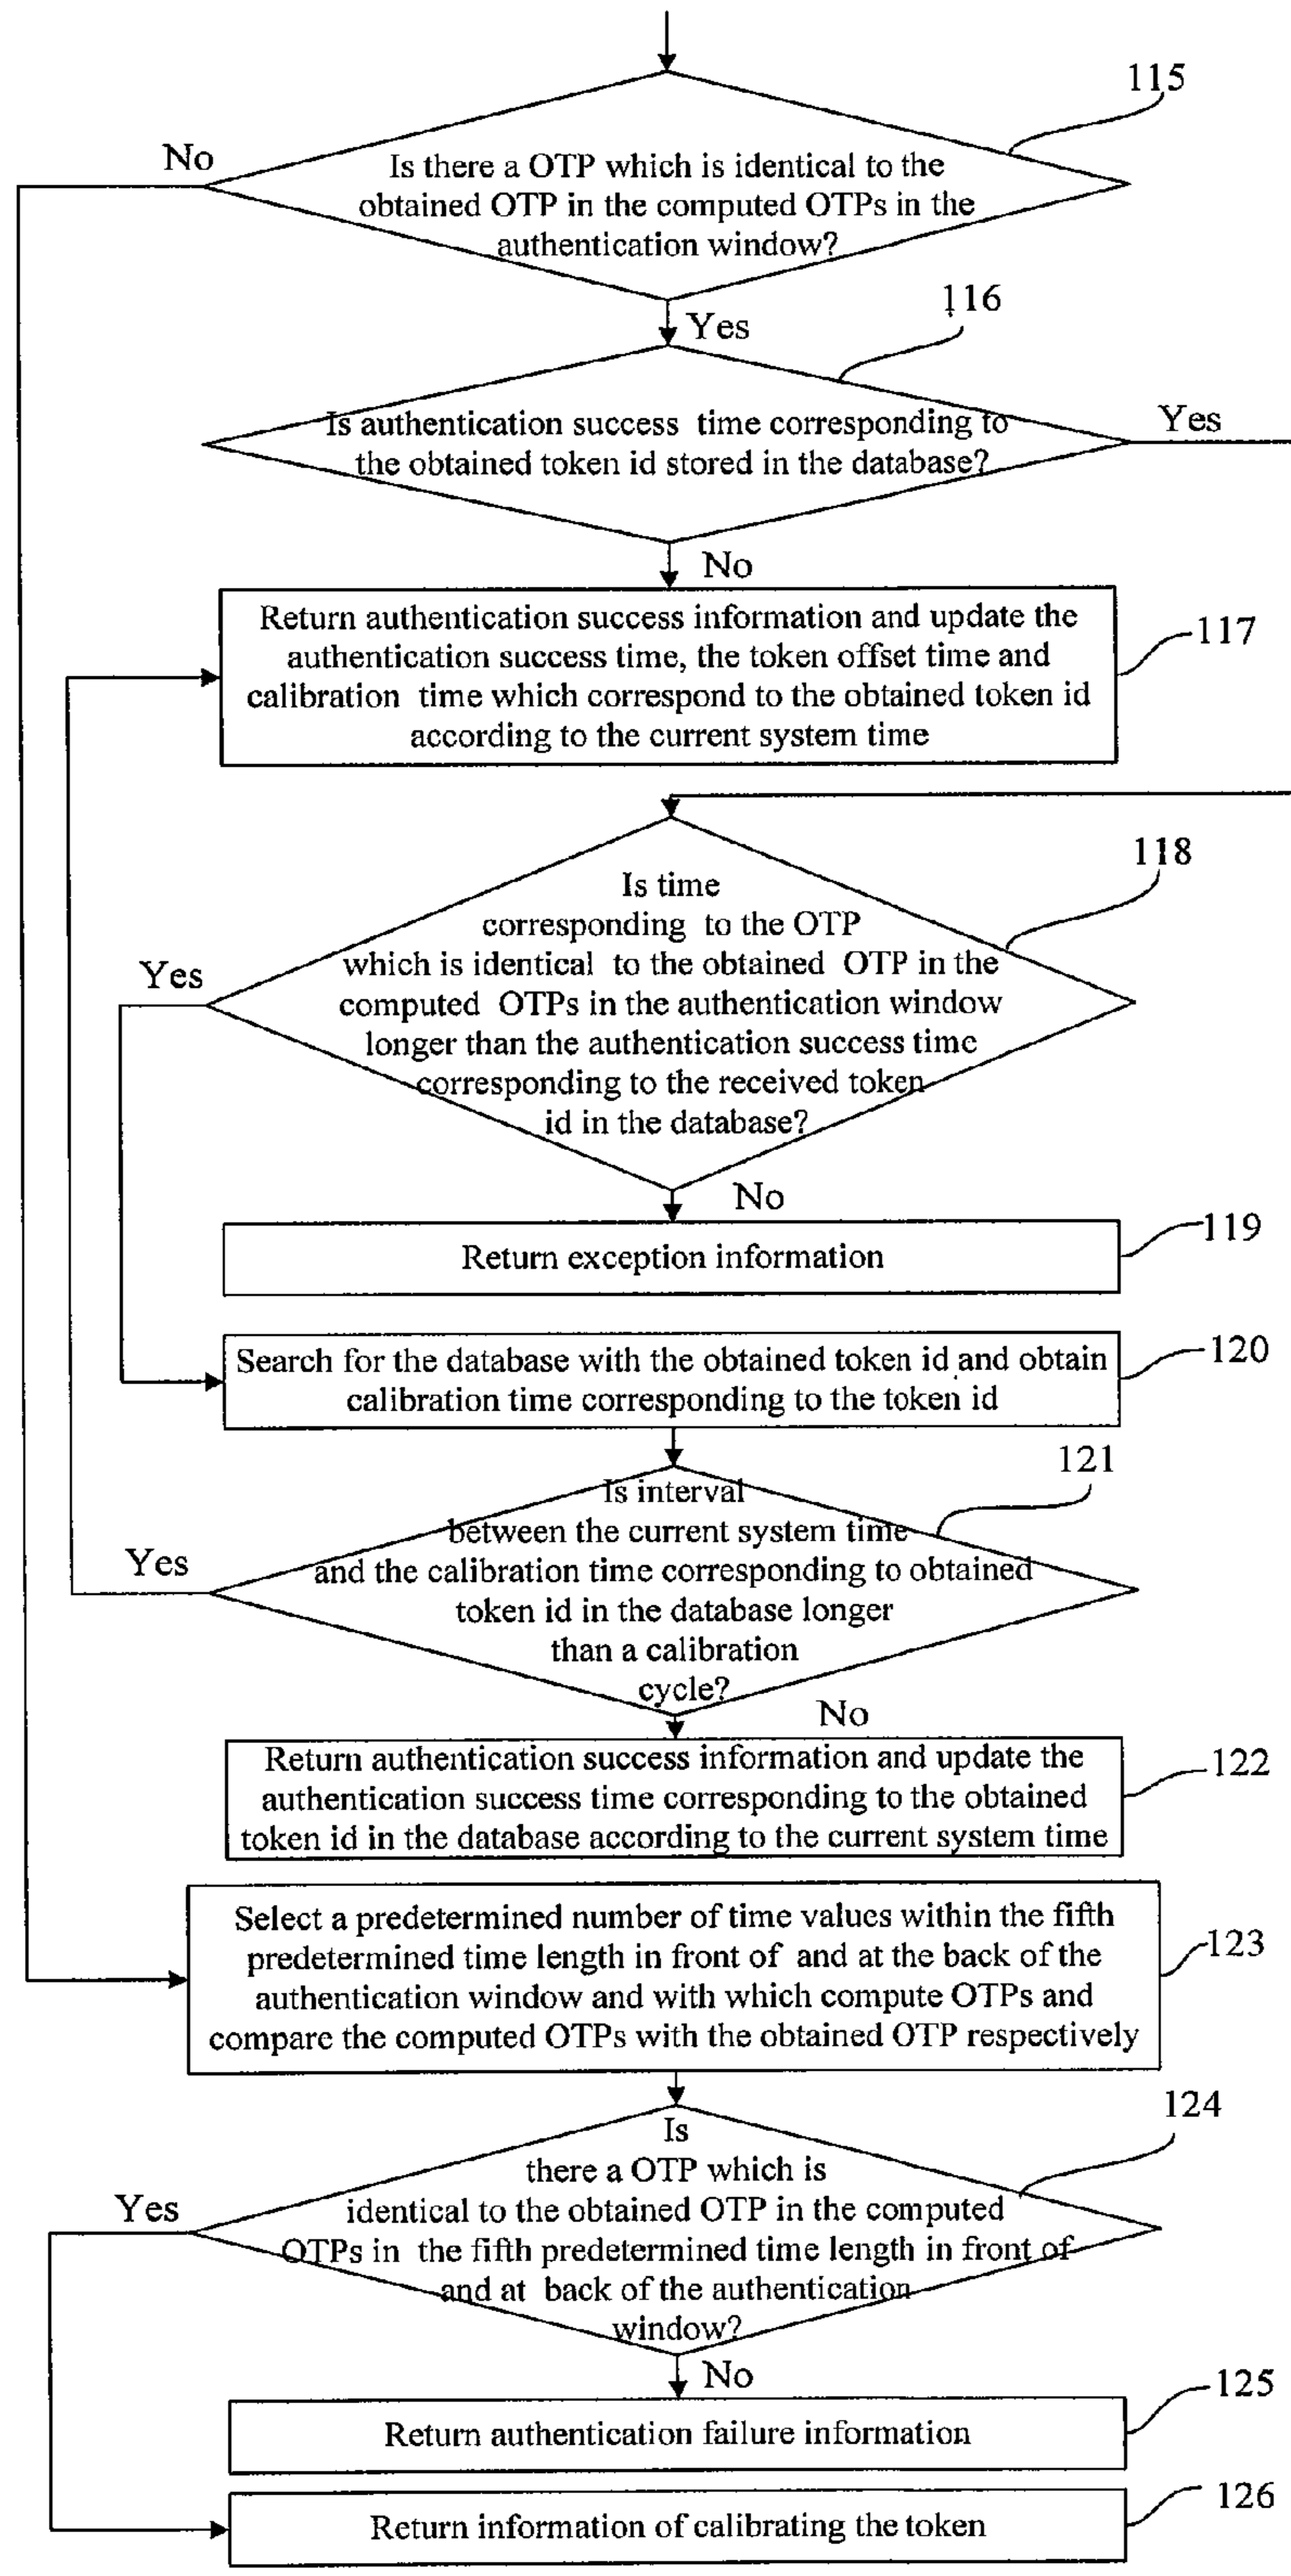 115
No
Is there a OTP which is identical to the
obtained OTP in the computed OTPs in the
authentication window?
116
Yes
Is authentication success time corresponding to
the obtained token id stored in the database?
Yes
No
Return authentication success information and update the
authentication success time, the token offset time and
calibration time which correspond to the obtained token id
according to the current system time
117
118
Is time
corresponding to the OTP
which is identical to the obtained OTP in the
computed OTPs in the authentication window
longer than the authentication success time
corresponding to the received token
id in the database?
Yes
No
Return exception information
119
Search for the database with the obtained token id and obtain
calibration time corresponding to the token id
120
121
Is interval
between the current system time
and the calibration time corresponding to obtained
token id in the database longer
than a calibration
cycle?
Yes
No
Return authentication success information and update the
authentication success time corresponding to the obtained
token id in the database according to the current system time
122
Select a predetermined number of time values within the fifth
predetermined time length in front of and at the back of the
authentication window and with which compute OTPs and
compare the computed OTPs with the obtained OTP respectively
123
124
Is
there a OTP which is
identical to the obtained OTP in the computed
OTPs in the fifth predetermined time length in front of
and at back of the authentication
window?
Yes
No
Return authentication failure information
125
Return information of calibrating the token
126